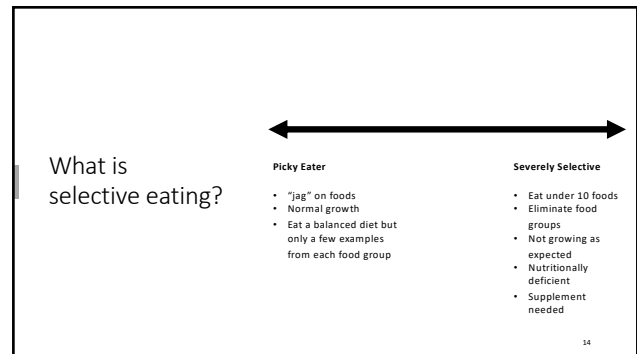 What is
selective eating?
Picky Eater
• “jag” on foods
• Normal growth
• Eat a balanced diet but
only a few examples
from each food group
Severely Selective
• Eat under 10 foods
• Eliminate food
groups
• Not growing as
expected
• Nutritionally
deficient
• Supplement
needed
14